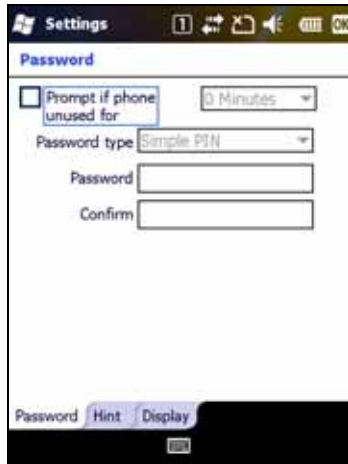 Settings 1 OK
Password
Prompt if phone
unused for
0 Minutes
Password type Simple PIN
Password
Confirm
Password Hint Display